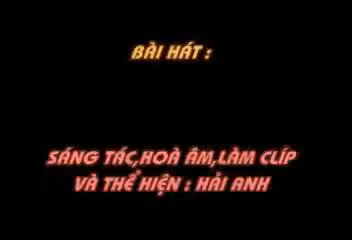 BÀI HÁT :
SÁNG TÁC,HOÀ ÂM,LÀM CLÍP
VÀ THỂ HIỆN : HẢI ANH